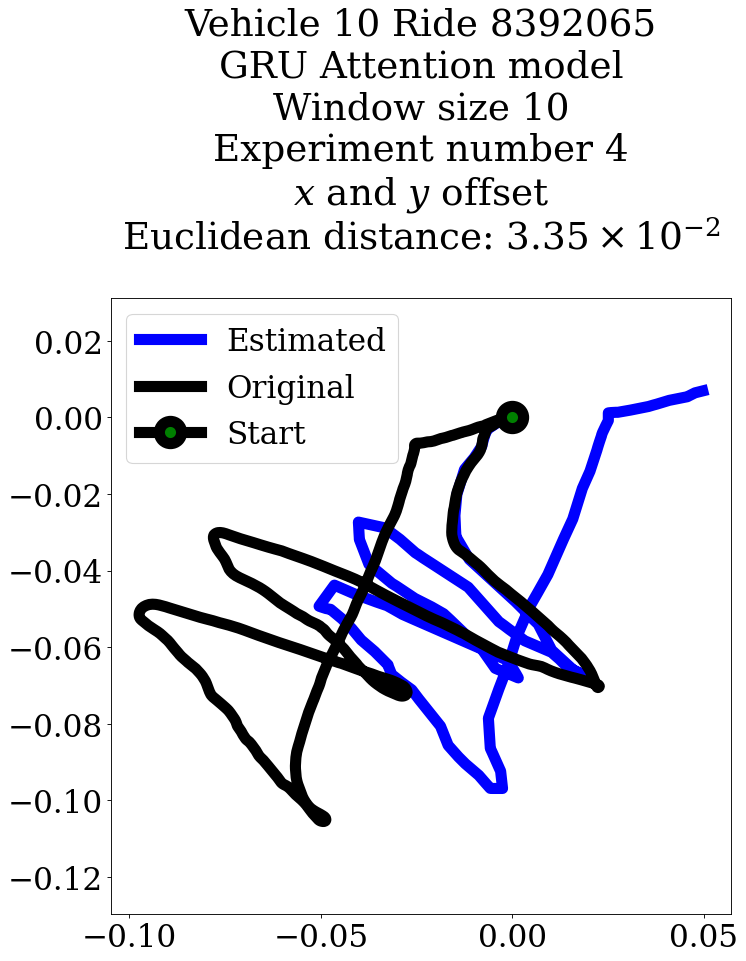 Vehicle 10 Ride 8392065
GRU Attention model
Window size 10
Experiment number 4
x and y offset
Euclidean distance: 3.35 × 10⁻²
Estimated
Original
Start
0.02
0.00
−0.02
−0.04
−0.06
−0.08
−0.10
−0.12
−0.10
−0.05
0.00
0.05